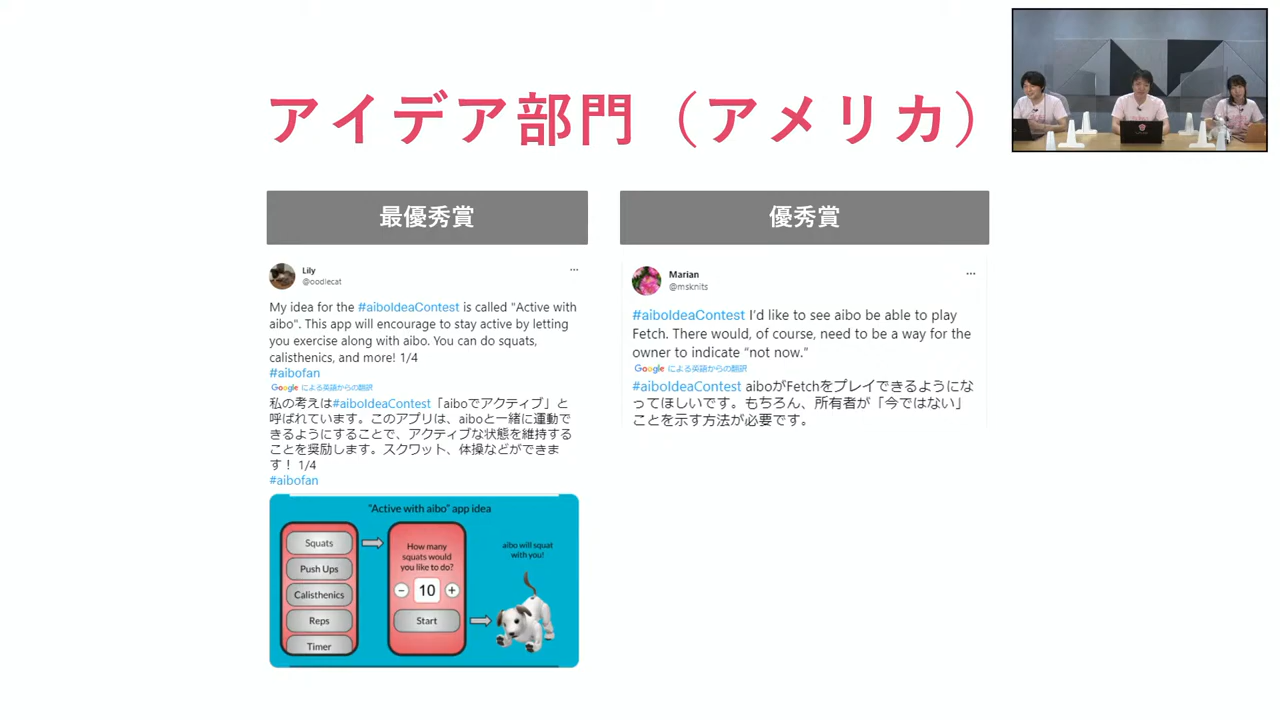 アイデア部門（アメリカ）
最優秀賞
Lily
@oodlecat
My idea for the #aiboIdeaContest is called "Active with
aibo". This app will encourage to stay active by letting
you exercise along with aibo. You can do squats,
calisthenics, and more! 1/4
#aibofan
Google による英語からの翻訳
私の考えは#aiboIdeaContest「aiboでアクティブ」と
呼ばれています。このアプリは、aiboと一緒に運動で
きるようにすることで、アクティブな状態を維持する
ことを奨励します。スクワット、体操などができま
す！ 1/4
#aibofan
"Active with aibo" app idea
Squats
Push Ups
Calisthenics
Reps
Timer
How many
squats would
you like to do?
− 10 +
Start
aibo will squat
with you!
優秀賞
Marian
@msknits
#aiboIdeaContest I'd like to see aibo be able to play
Fetch. There would, of course, need to be a way for the
owner to indicate "not now."
Google による英語からの翻訳
#aiboIdeaContest aiboがFetchをプレイできるようにな
ってほしいです。もちろん、所有者が「今ではない」
ことを示す方法が必要です。